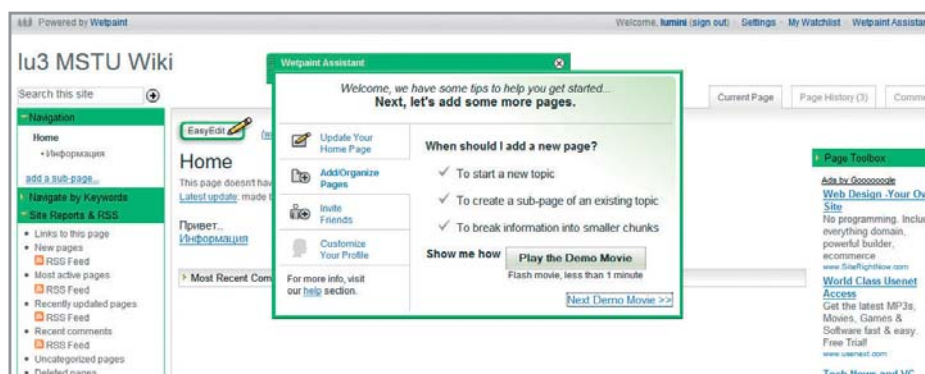 Powered by Wetpaint
Welcome, lumini (sign out) · Settings · My Watchlist · Wetpaint
lu3 MSTU Wiki
Search this site
Current Page
Page History (3)
Navigation
Home
• Информация
add a sub-page...
Navigate by Keywords
Site Reports & RSS
• Links to this page
• New pages
RSS Feed
• Most active pages
RSS Feed
• Recently updated pages
RSS Feed
• Recent comments
RSS Feed
• Uncategorized pages
• Deleted pages
EasyEdit
Home
This page doesn't
Latest update: made
Привет..
Информация
Most Recent
Wetpaint Assistant
Welcome, we have some tips to help you get started...
Next, let's add some more pages.
Update Your
Home Page
Add/Organize
Pages
Invite
Friends
Customize
Your Profile
For more info, visit
our help section.
When should I add a new page?
✓ To start a new topic
✓ To create a sub-page of an existing topic
✓ To break information into smaller chunks
Show me how
Play the Demo Movie
Flash movie, less than 1 minute
Next Demo Movie >>
Page Toolbox
Ads by Goooooogle
Web Design -Your
Site
No programming.
everything domain,
powerful builder,
ecommerce
www.SiteRightNow.com
World Class Usenet
Access
Get the latest MP3s,
Movies, Games &
Software fast & easy.
Free Trial!
www.usenext.com
Tech News and VC